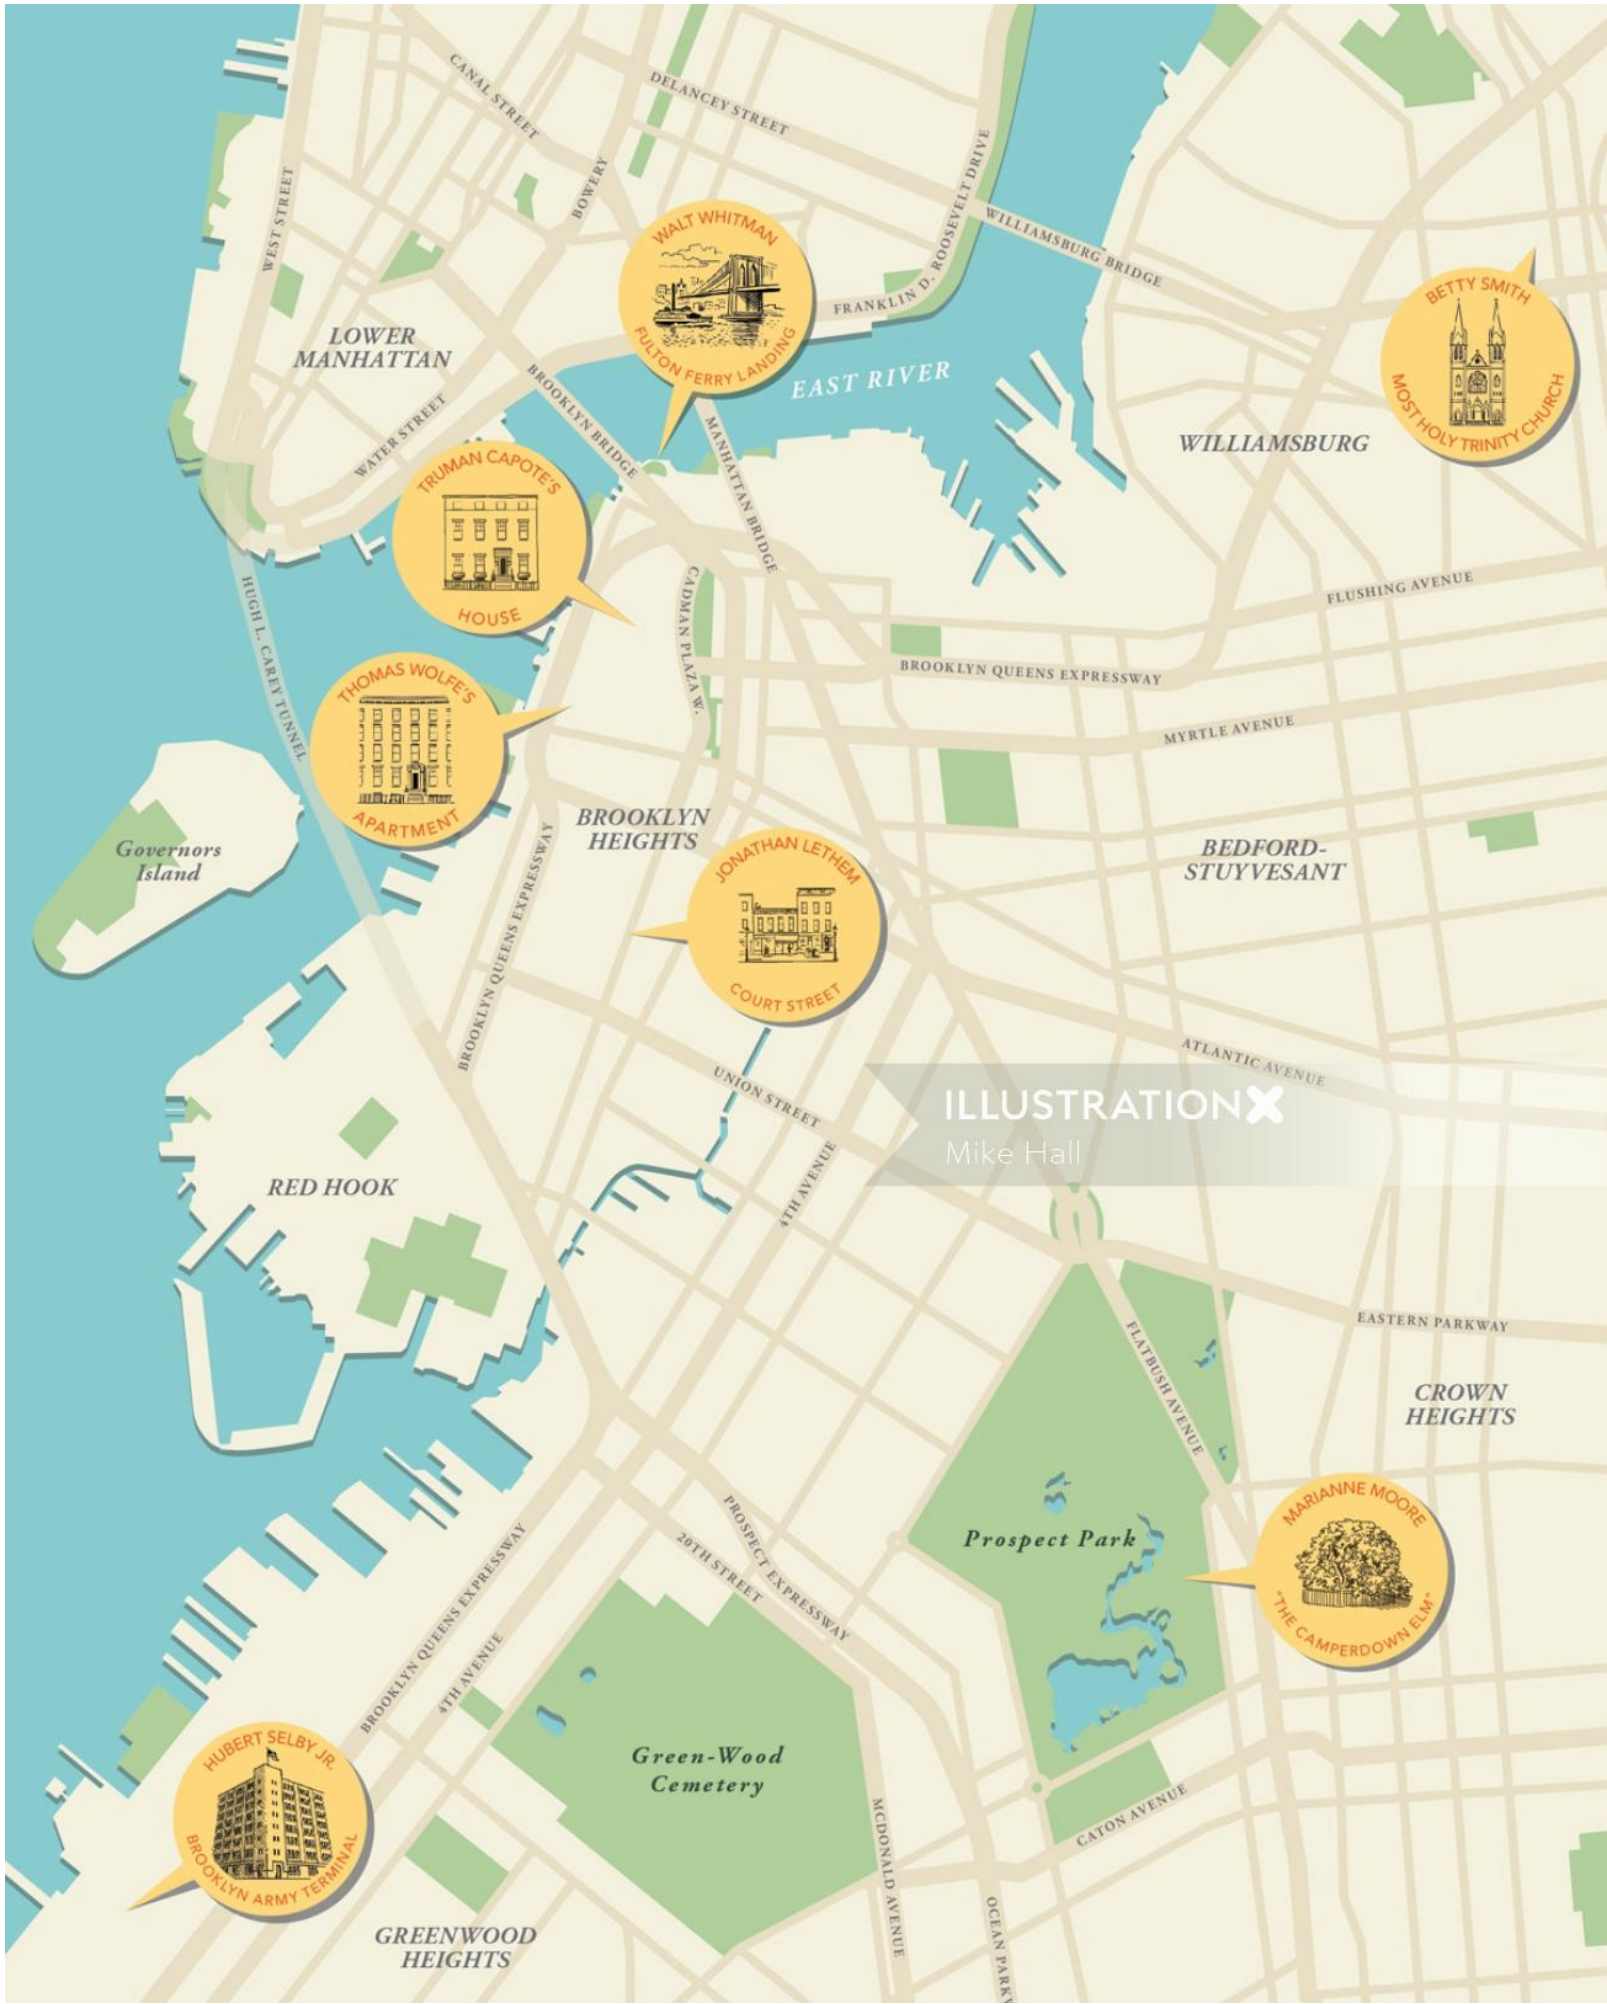 CANAL STREET
DELANCEY STREET
BOWERY
WEST STREET
FRANKLIN D. ROOSEVELT DRIVE
WILLIAMSBURG BRIDGE
WALT WHITMAN
FULTON FERRY LANDING
BETTY SMITH
MOST HOLY TRINITY CHURCH
LOWER
MANHATTAN
EAST RIVER
BROOKLYN BRIDGE
WATER STREET
MANHATTAN BRIDGE
WILLIAMSBURG
TRUMAN CAPOTE'S
HOUSE
HUGH L. CAREY TUNNEL
CADMAN PLAZA W.
FLUSHING AVENUE
BROOKLYN QUEENS EXPRESSWAY
THOMAS WOLFE'S
APARTMENT
MYRTLE AVENUE
Governors
Island
BROOKLYN
HEIGHTS
BEDFORD-
STUYVESANT
JONATHAN LETHEM
COURT STREET
BROOKLYN QUEENS EXPRESSWAY
UNION STREET
ATLANTIC AVENUE
ILLUSTRATIONX
Mike Hall
4TH AVENUE
RED HOOK
EASTERN PARKWAY
FLATBUSH AVENUE
CROWN
HEIGHTS
MARIANNE MOORE
"THE CAMPERDOWN ELM"
Prospect Park
PROSPECT EXPRESSWAY
20TH STREET
BROOKLYN QUEENS EXPRESSWAY
4TH AVENUE
HUBERT SELBY JR.
BROOKLYN ARMY TERMINAL
Green-Wood
Cemetery
CATON AVENUE
MCDONALD AVENUE
OCEAN PARKW
GREENWOOD
HEIGHTS